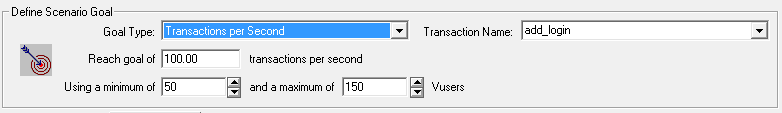 Define Scenario Goal
Goal Type: Transactions per Second Transaction Name: add_login
Reach goal of 100.00 transactions per second
Using a minimum of 50 and a maximum of 150 Vusers